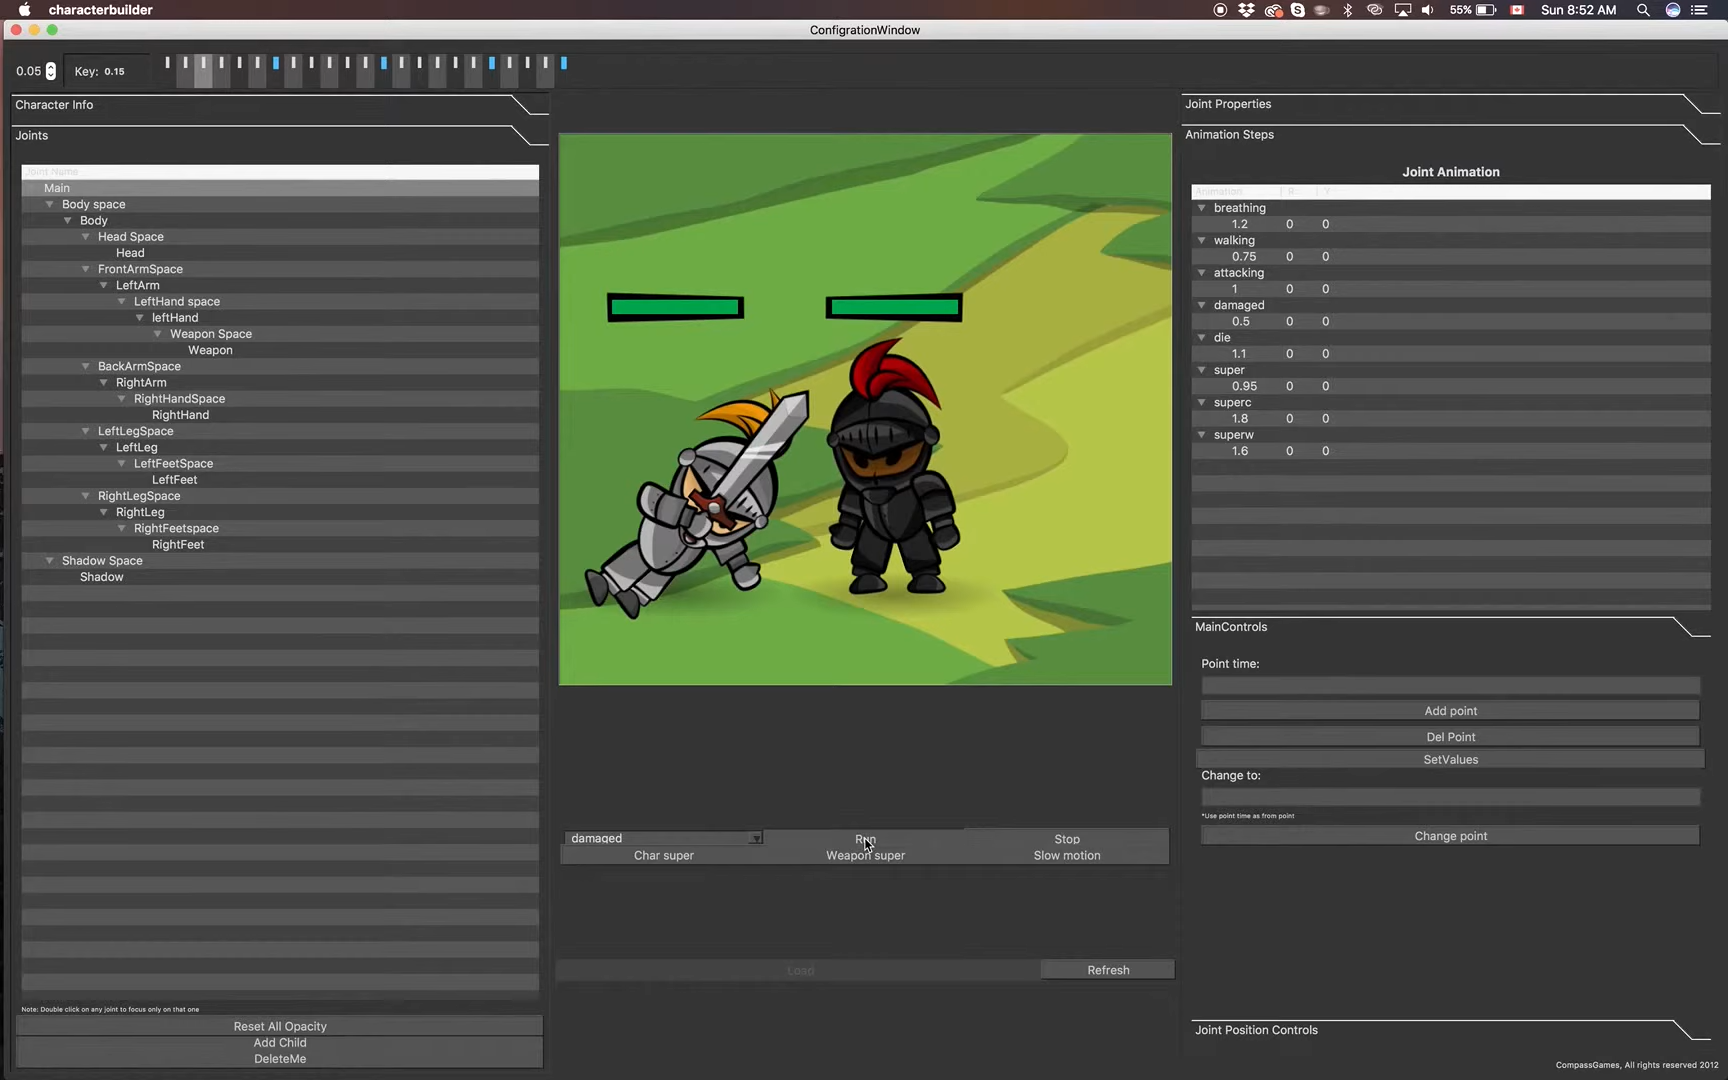 characterbuilder
55%
Sun 8:52 AM
ConfigrationWindow
0.05
Key: 0.15
Character Info
Joints
Joint Name
Main
Body space
Body
Head Space
Head
FrontArmSpace
LeftArm
LeftHand space
leftHand
Weapon Space
Weapon
BackArmSpace
RightArm
RightHandSpace
RightHand
LeftLegSpace
LeftLeg
LeftFeetSpace
LeftFeet
RightLegSpace
RightLeg
RightFeetspace
RightFeet
Shadow Space
Shadow
Note: Double click on any joint to focus only on that one
Reset All Opacity
Add Child
DeleteMe
damaged
Run
Stop
Char super
Weapon super
Slow motion
Load
Refresh
Joint Properties
Animation Steps
Joint Animation
Animation
breathing
1.2 0 0
walking
0.75 0 0
attacking
1 0 0
damaged
0.5 0 0
die
1.1 0 0
super
0.95 0 0
superc
1.8 0 0
superw
1.6 0 0
MainControls
Point time:
Add point
Del Point
SetValues
Change to:
*Use point time as from point
Change point
Joint Position Controls
CompassGames, All rights reserved 2012